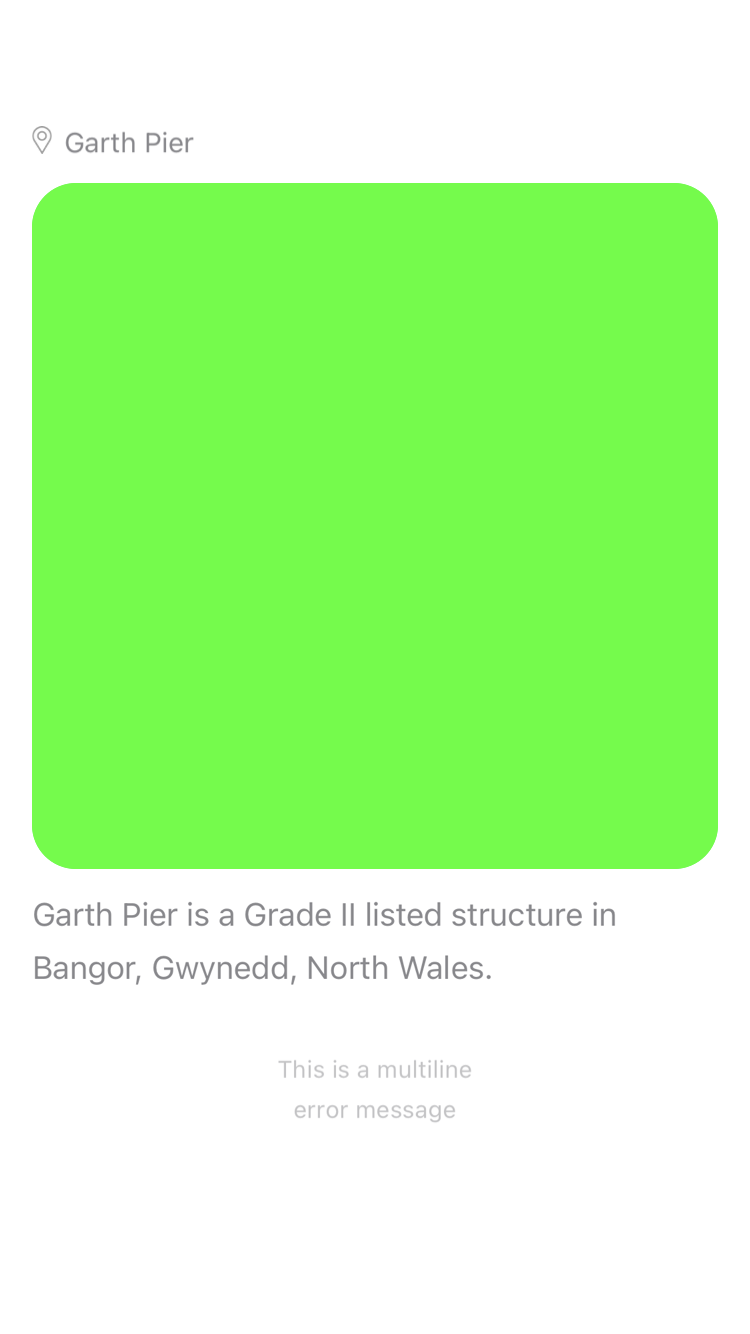 Garth Pier
Garth Pier is a Grade II listed structure in
Bangor, Gwynedd, North Wales.
This is a multiline
error message